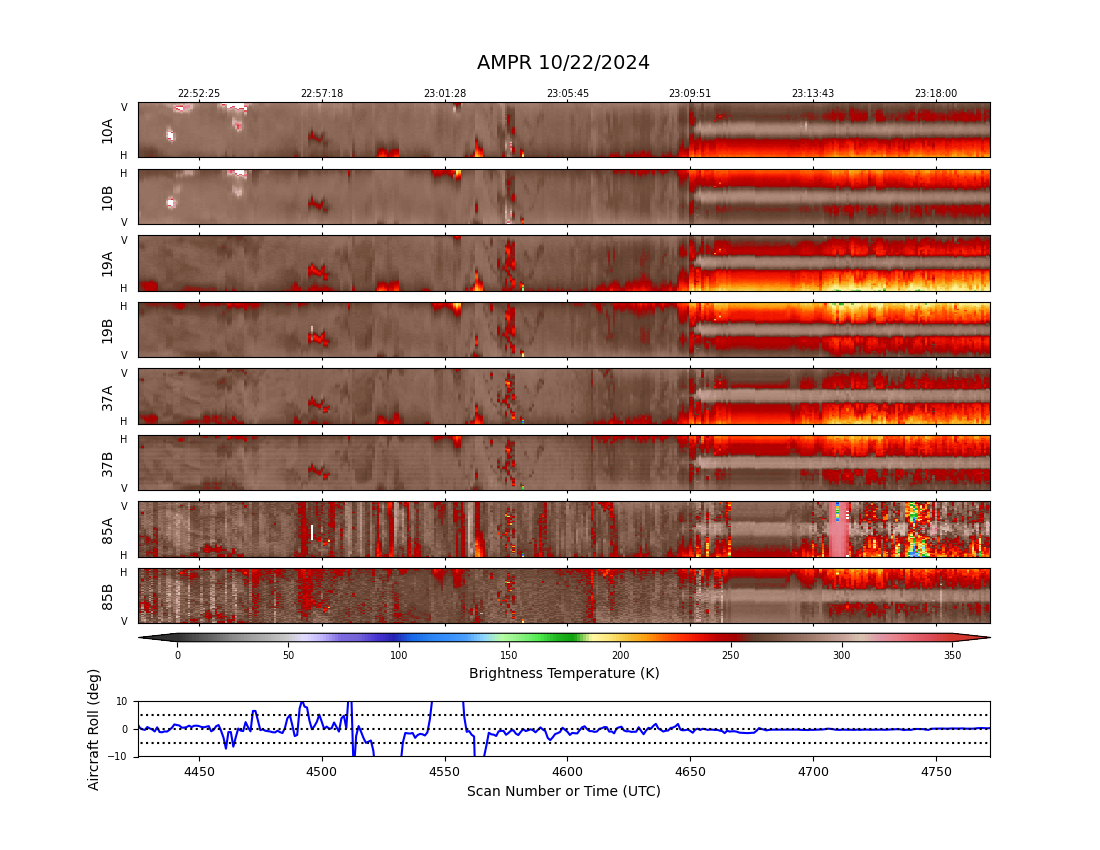 AMPR 10/22/2024
22:52:25 22:57:18 23:01:28 23:05:45 23:09:51 23:13:43 23:18:00
V
10A
H
H
10B
V
V
19A
H
H
19B
V
V
37A
H
H
37B
V
V
85A
H
H
85B
V
0 50 100 150 200 250 300 350
Brightness Temperature (K)
Aircraft Roll (deg)
10
0
−10
4450 4500 4550 4600 4650 4700 4750
Scan Number or Time (UTC)